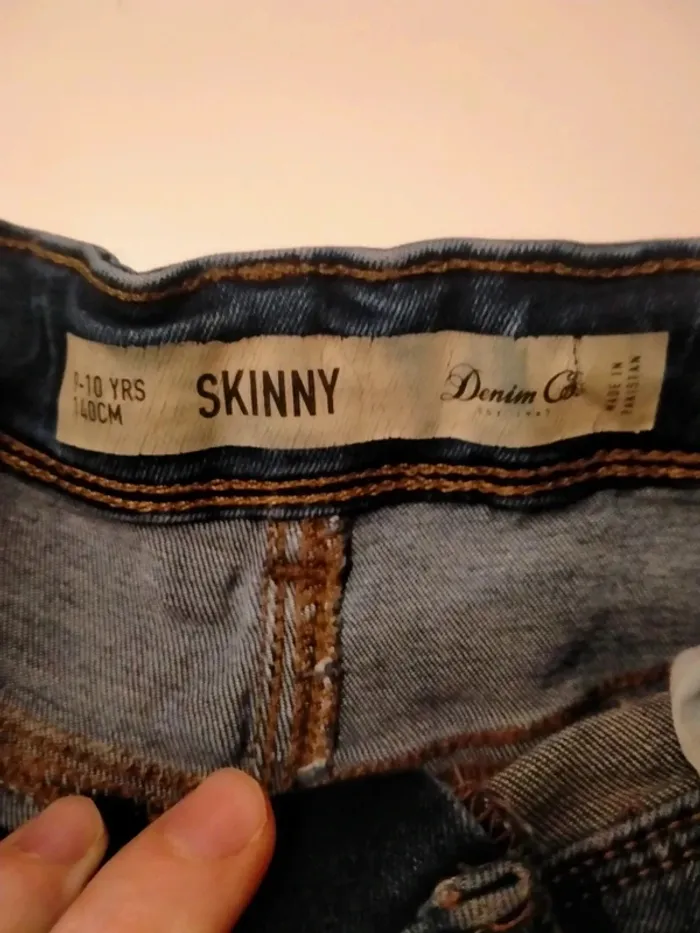 9-10 YRS
140CM
SKINNY
Denim Co.
MADE IN
PAKISTAN